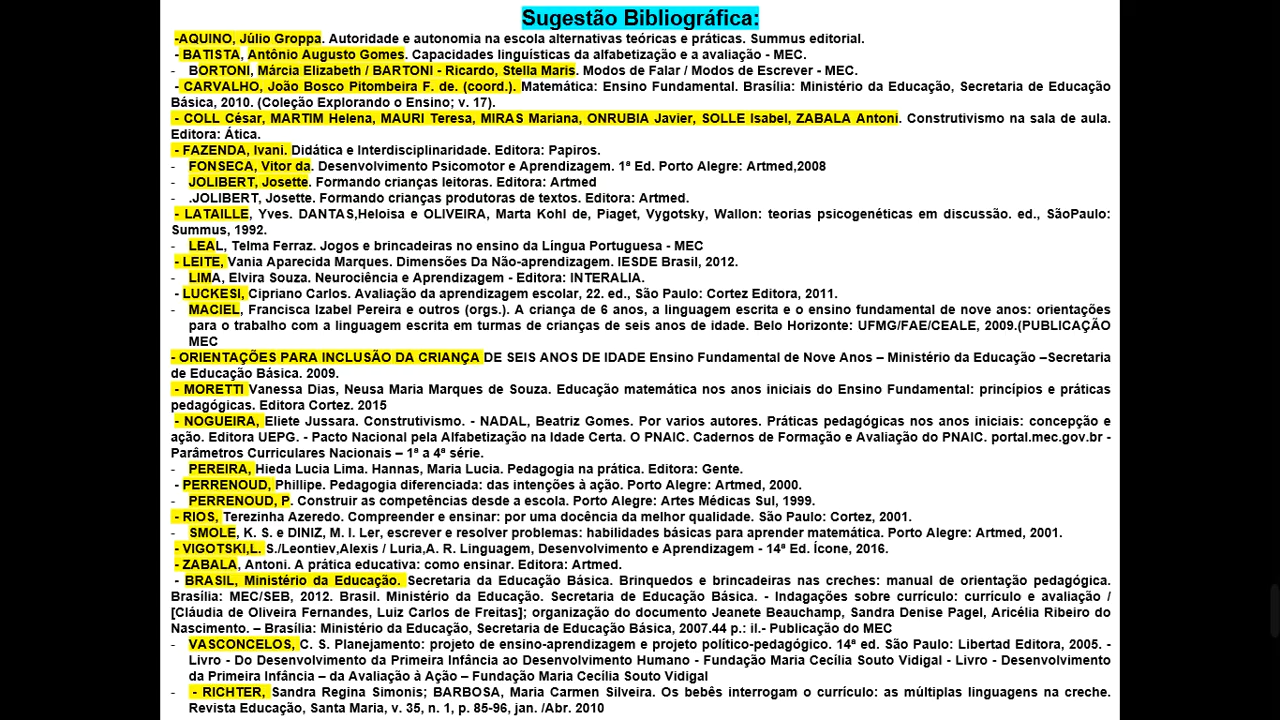 Sugestão Bibliográfica:
-AQUINO, Júlio Groppa. Autoridade e autonomia na escola alternativas teóricas e práticas. Summus editorial.
- BATISTA, Antônio Augusto Gomes. Capacidades linguísticas da alfabetização e a avaliação - MEC.
- BORTONI, Márcia Elizabeth / BARTONI - Ricardo, Stella Maris. Modos de Falar / Modos de Escrever - MEC.
- CARVALHO, João Bosco Pitombeira F. de. (coord.). Matemática: Ensino Fundamental. Brasília: Ministério da Educação, Secretaria de Educação
Básica, 2010. (Coleção Explorando o Ensino; v. 17).
- COLL César, MARTIM Helena, MAURI Teresa, MIRAS Mariana, ONRUBIA Javier, SOLLE Isabel, ZABALA Antoni. Construtivismo na sala de aula.
Editora: Ática.
- FAZENDA, Ivani. Didática e Interdisciplinaridade. Editora: Papiros.
- FONSECA, Vitor da. Desenvolvimento Psicomotor e Aprendizagem. 1ª Ed. Porto Alegre: Artmed,2008
- JOLIBERT, Josette. Formando crianças leitoras. Editora: Artmed
- .JOLIBERT, Josette. Formando crianças produtoras de textos. Editora: Artmed.
- LATAILLE, Yves. DANTAS,Heloisa e OLIVEIRA, Marta Kohl de, Piaget, Vygotsky, Wallon: teorias psicogenéticas em discussão. ed., SãoPaulo:
Summus, 1992.
- LEAL, Telma Ferraz. Jogos e brincadeiras no ensino da Língua Portuguesa - MEC
- LEITE, Vania Aparecida Marques. Dimensões Da Não-aprendizagem. IESDE Brasil, 2012.
- LIMA, Elvira Souza. Neurociência e Aprendizagem - Editora: INTERALIA.
- LUCKESI, Cipriano Carlos. Avaliação da aprendizagem escolar, 22. ed., São Paulo: Cortez Editora, 2011.
- MACIEL, Francisca Izabel Pereira e outros (orgs.). A criança de 6 anos, a linguagem escrita e o ensino fundamental de nove anos: orientações
para o trabalho com a linguagem escrita em turmas de crianças de seis anos de idade. Belo Horizonte: UFMG/FAE/CEALE, 2009.(PUBLICAÇÃO
MEC
- ORIENTAÇÕES PARA INCLUSÃO DA CRIANÇA DE SEIS ANOS DE IDADE Ensino Fundamental de Nove Anos – Ministério da Educação –Secretaria
de Educação Básica. 2009.
- MORETTI Vanessa Dias, Neusa Maria Marques de Souza. Educação matemática nos anos iniciais do Ensino Fundamental: princípios e práticas
pedagógicas. Editora Cortez. 2015
- NOGUEIRA, Eliete Jussara. Construtivismo. - NADAL, Beatriz Gomes. Por varios autores. Práticas pedagógicas nos anos iniciais: concepção e
ação. Editora UEPG. - Pacto Nacional pela Alfabetização na Idade Certa. O PNAIC. Cadernos de Formação e Avaliação do PNAIC. portal.mec.gov.br -
Parâmetros Curriculares Nacionais – 1ª a 4ª série.
- PEREIRA, Hieda Lucia Lima. Hannas, Maria Lucia. Pedagogia na prática. Editora: Gente.
- PERRENOUD, Phillipe. Pedagogia diferenciada: das intenções à ação. Porto Alegre: Artmed, 2000.
- PERRENOUD, P. Construir as competências desde a escola. Porto Alegre: Artes Médicas Sul, 1999.
- RIOS, Terezinha Azeredo. Compreender e ensinar: por uma docência da melhor qualidade. São Paulo: Cortez, 2001.
- SMOLE, K. S. e DINIZ, M. I. Ler, escrever e resolver problemas: habilidades básicas para aprender matemática. Porto Alegre: Artmed, 2001.
- VIGOTSKI,L. S./Leontiev,Alexis / Luria,A. R. Linguagem, Desenvolvimento e Aprendizagem - 14ª Ed. Ícone, 2016.
- ZABALA, Antoni. A prática educativa: como ensinar. Editora: Artmed.
- BRASIL, Ministério da Educação. Secretaria da Educação Básica. Brinquedos e brincadeiras nas creches: manual de orientação pedagógica.
Brasília: MEC/SEB, 2012. Brasil. Ministério da Educação. Secretaria de Educação Básica. - Indagações sobre currículo: currículo e avaliação /
[Cláudia de Oliveira Fernandes, Luiz Carlos de Freitas]; organização do documento Jeanete Beauchamp, Sandra Denise Pagel, Aricélia Ribeiro do
Nascimento. – Brasília: Ministério da Educação, Secretaria de Educação Básica, 2007.44 p.: il.- Publicação do MEC
- VASCONCELOS, C. S. Planejamento: projeto de ensino-aprendizagem e projeto político-pedagógico. 14ª ed. São Paulo: Libertad Editora, 2005. -
Livro - Do Desenvolvimento da Primeira Infância ao Desenvolvimento Humano - Fundação Maria Cecília Souto Vidigal - Livro - Desenvolvimento
da Primeira Infância – da Avaliação à Ação – Fundação Maria Cecília Souto Vidigal
- - RICHTER, Sandra Regina Simonis; BARBOSA, Maria Carmen Silveira. Os bebês interrogam o currículo: as múltiplas linguagens na creche.
Revista Educação, Santa Maria, v. 35, n. 1, p. 85-96, jan. /Abr. 2010